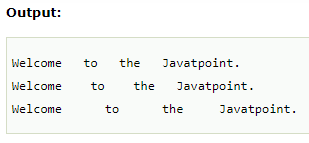 Output:
Welcome   to   the   Javatpoint.
Welcome    to    the   Javatpoint.
Welcome      to      the     Javatpoint.